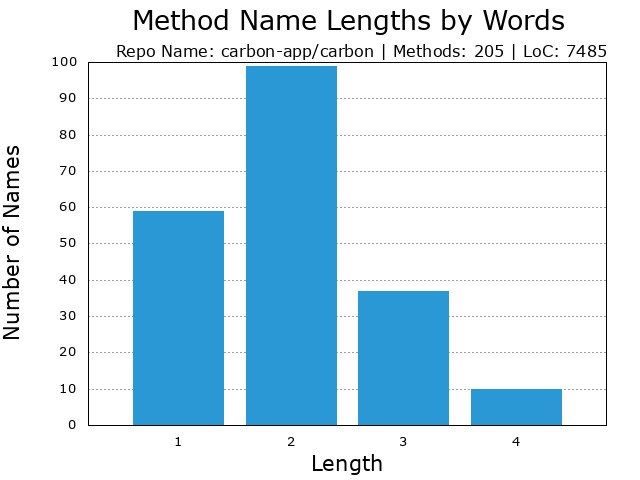 Method Name Lengths by Words
Repo Name: carbon-app/carbon | Methods: 205 | LoC: 7485
Number of Names
100
90
80
70
60
50
40
30
20
10
0
1 2 3 4
Length